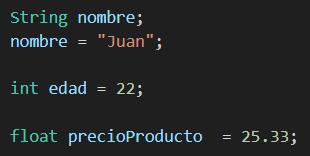 String nombre;
nombre = "Juan";
int edad = 22;
float precioProducto  = 25.33;